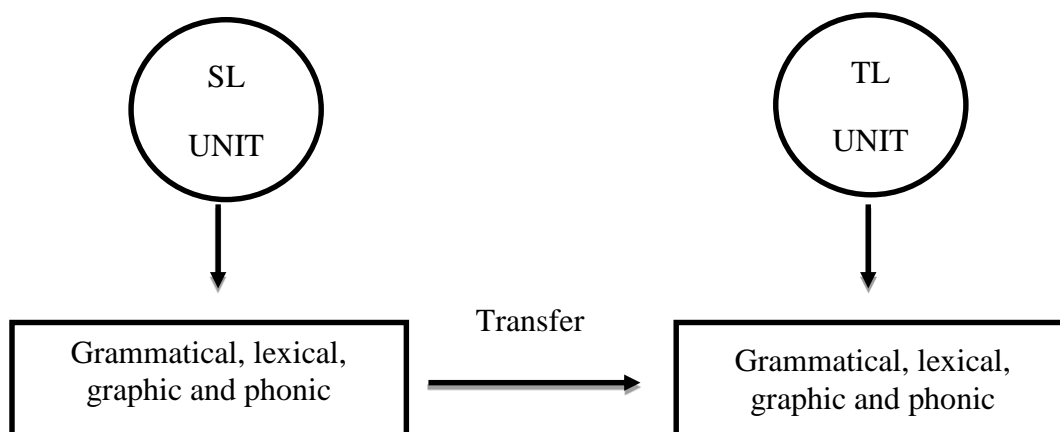 SL
UNIT
TL
UNIT
Transfer
Grammatical, lexical,
graphic and phonic
Grammatical, lexical,
graphic and phonic